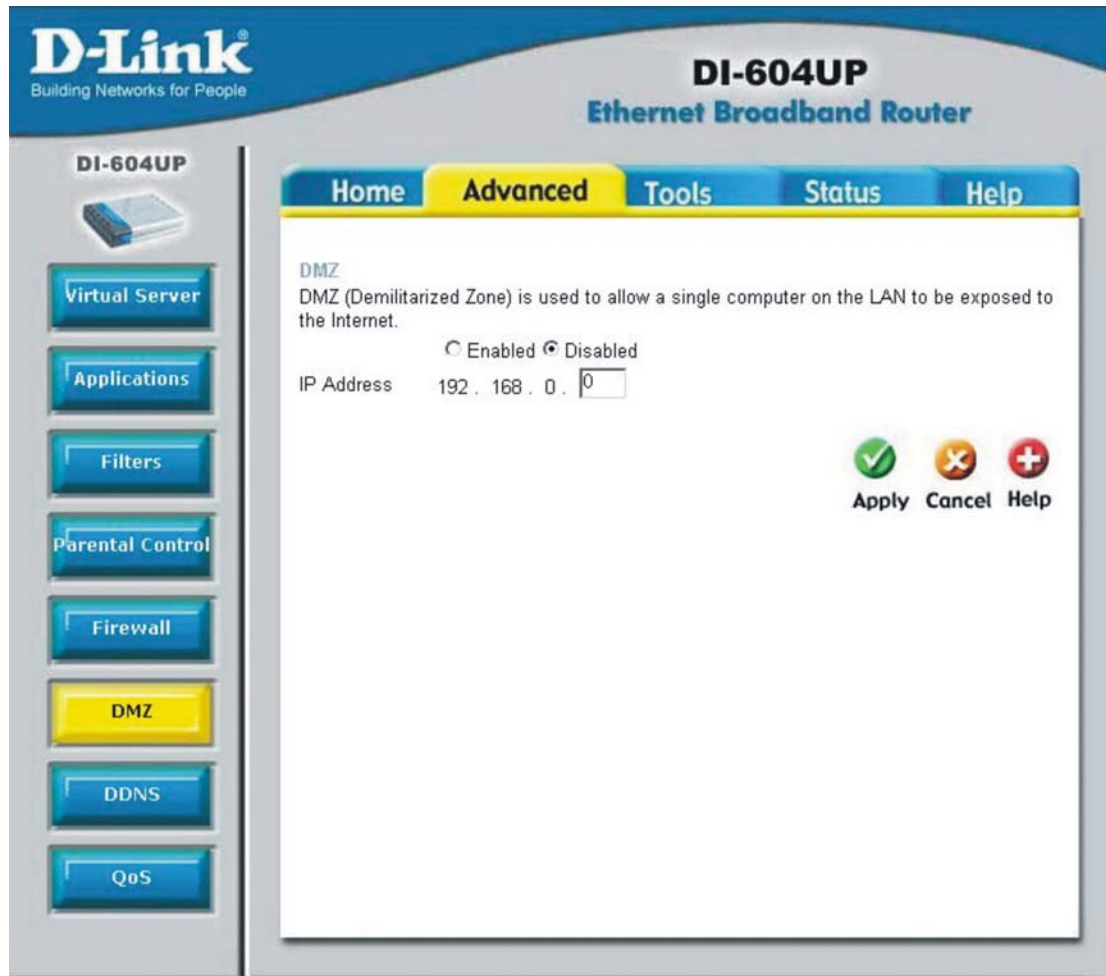 D-Link®
Building Networks for People
DI-604UP
Ethernet Broadband Router
DI-604UP
Virtual Server
Applications
Filters
Parental Control
Firewall
DMZ
DDNS
QoS
Home Advanced Tools Status Help
DMZ
DMZ (Demilitarized Zone) is used to allow a single computer on the LAN to be exposed to
the Internet.
Enabled Disabled
IP Address 192 . 168 . 0 . 0
Apply Cancel Help